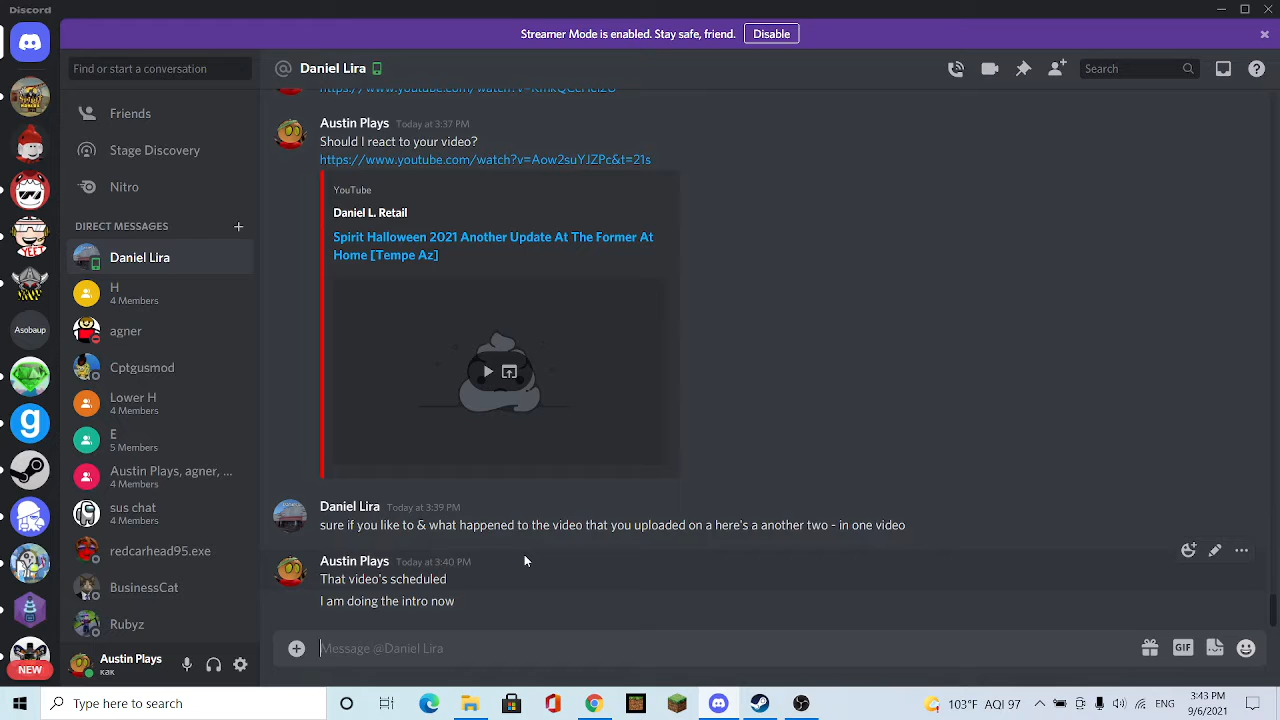 Discord
Streamer Mode is enabled. Stay safe, friend.
Disable
Find or start a conversation
Daniel Lira
Search
Friends
Stage Discovery
Nitro
DIRECT MESSAGES
Daniel Lira
H
4 Members
agner
Cptgusmod
Lower H
4 Members
E
5 Members
Austin Plays, agner, ...
4 Members
sus chat
4 Members
redcarhead95.exe
BusinessCat
Rubyz
Asobaup
YEET
NEW
Austin Plays
Austin Plays Today at 3:37 PM
Should I react to your video?
https://www.youtube.com/watch?v=Aow2suYJZPc&t=21s
YouTube
Daniel L. Retail
Spirit Halloween 2021 Another Update At The Former At
Home [Tempe Az]
Daniel Lira Today at 3:39 PM
sure if you like to & what happened to the video that you uploaded on a here's a another two - in one video
Austin Plays Today at 3:40 PM
That video's scheduled
I am doing the intro now
Message @Daniel Lira
GIF
Type here to search
103°F AQI 97
3:43 PM
9/6/2021